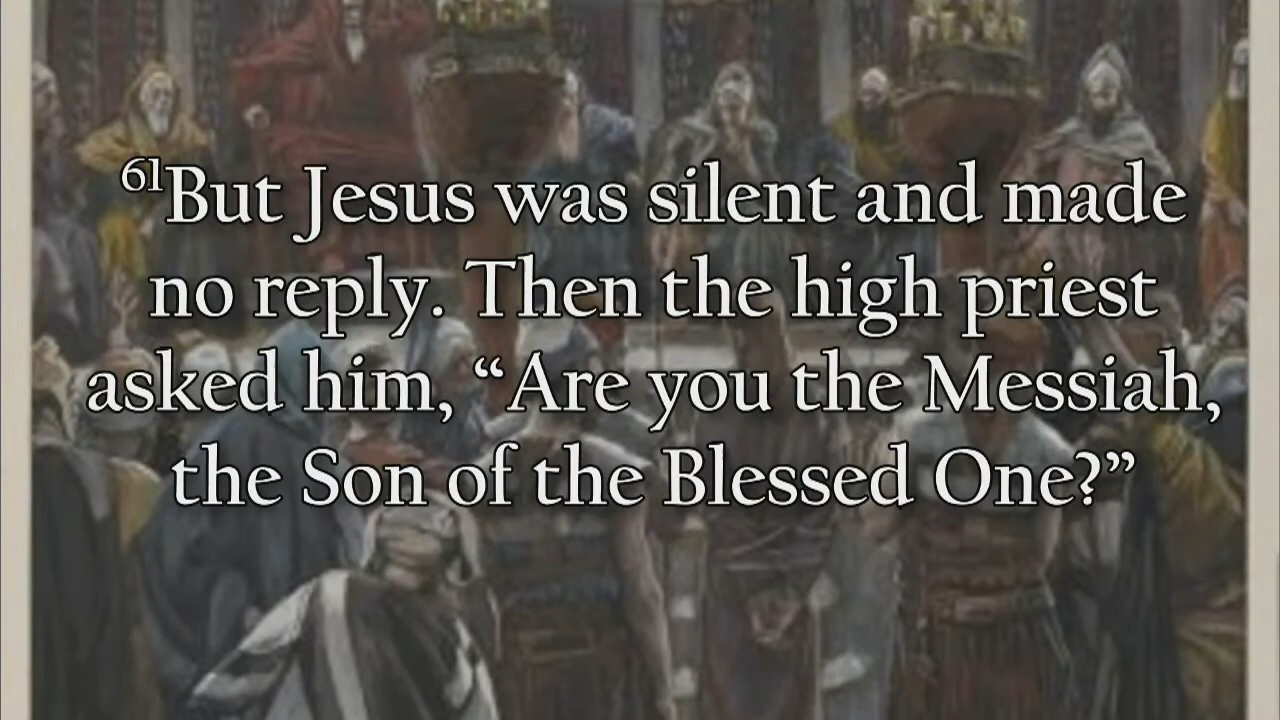 ⁶¹But Jesus was silent and made
no reply. Then the high priest
asked him, “Are you the Messiah,
the Son of the Blessed One?”